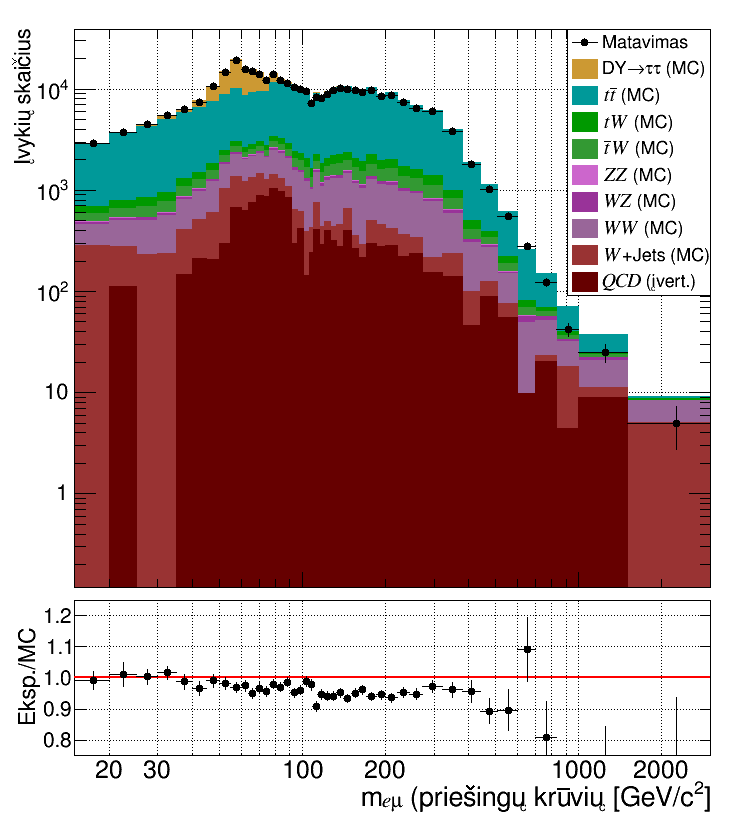 Įvykių skaičius
10⁴
10³
10²
10
1
Matavimas
DY→ττ (MC)
tt̄ (MC)
tW (MC)
t̄W (MC)
ZZ (MC)
WZ (MC)
WW (MC)
W+Jets (MC)
QCD (įvert.)
Eksp./MC
1.2
1.1
1.0
0.9
0.8
20 30 100 200 1000 2000
m_eμ (priešingų krūvių [GeV/c²]